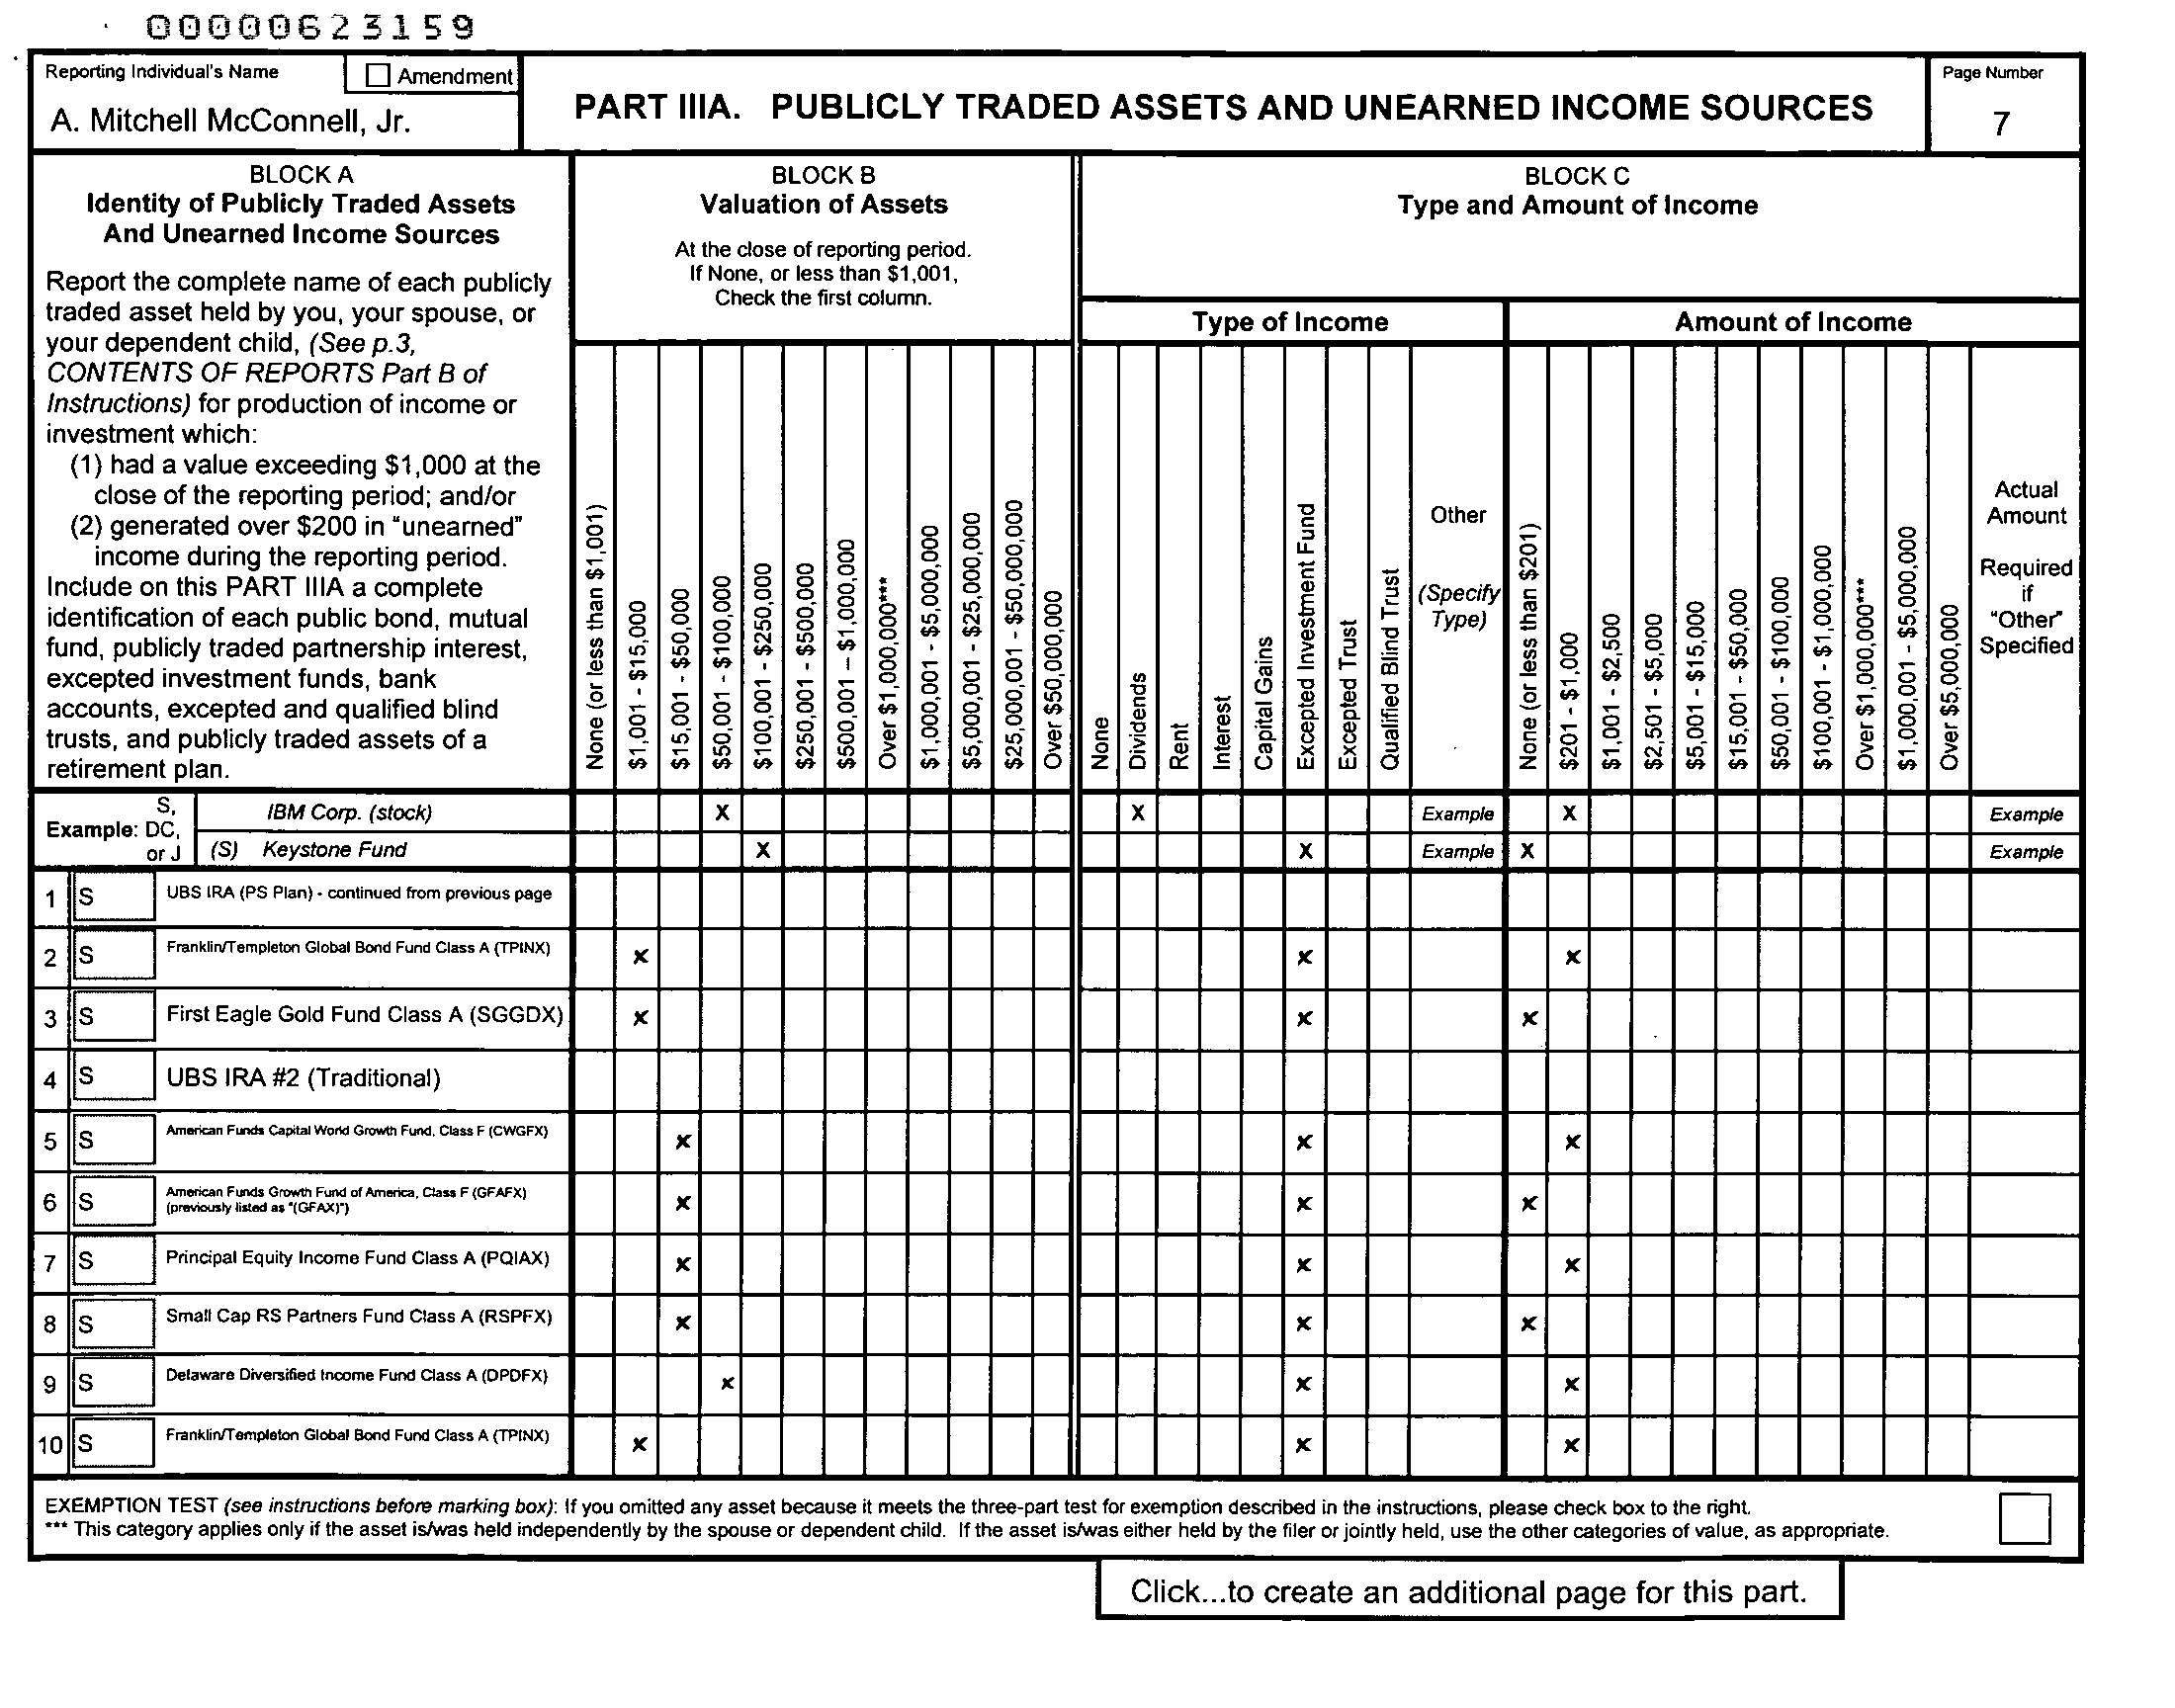 00000623159
Reporting Individual's Name
Amendment
A. Mitchell McConnell, Jr.
PART IIIA. PUBLICLY TRADED ASSETS AND UNEARNED INCOME SOURCES
Page Number
7
BLOCK A
Identity of Publicly Traded Assets
And Unearned Income Sources
Report the complete name of each publicly
traded asset held by you, your spouse, or
your dependent child, (See p.3,
CONTENTS OF REPORTS Part B of
Instructions) for production of income or
investment which:
(1) had a value exceeding $1,000 at the
close of the reporting period; and/or
(2) generated over $200 in "unearned"
income during the reporting period.
Include on this PART IIIA a complete
identification of each public bond, mutual
fund, publicly traded partnership interest,
excepted investment funds, bank
accounts, excepted and qualified blind
trusts, and publicly traded assets of a
retirement plan.
BLOCK B
Valuation of Assets
At the close of reporting period.
If None, or less than $1,001,
Check the first column.
None (or less than $1,001)
$1,001 - $15,000
$15,001 - $50,000
$50,001 - $100,000
$100,001 - $250,000
$250,001 - $500,000
$500,001 – $1,000,000
Over $1,000,000***
$1,000,001 - $5,000,000
$5,000,001 - $25,000,000
$25,000,001 - $50,000,000
Over $50,000,000
BLOCK C
Type and Amount of Income
Type of Income
None
Dividends
Rent
Interest
Capital Gains
Excepted Investment Fund
Excepted Trust
Qualified Blind Trust
Other
(Specify
Type)
Amount of Income
None (or less than $201)
$201 - $1,000
$1,001 - $2,500
$2,501 - $5,000
$5,001 - $15,000
$15,001 - $50,000
$50,001 - $100,000
$100,001 - $1,000,000
Over $1,000,000***
$1,000,001 - $5,000,000
Over $5,000,000
Actual
Amount
Required
if
"Other"
Specified
Example:
S,
DC,
or J
IBM Corp. (stock) X X Example X Example
(S) Keystone Fund X X Example X Example
1 S UBS IRA (PS Plan) - continued from previous page
2 S Franklin/Templeton Global Bond Fund Class A (TPINX) x x x
3 S First Eagle Gold Fund Class A (SGGDX) x x x
4 S UBS IRA #2 (Traditional)
5 S American Funds Capital World Growth Fund, Class F (CWGFX) x x x
6 S American Funds Growth Fund of America, Class F (GFAFX) x x x
(previously listed as "(GFAX)")
7 S Principal Equity Income Fund Class A (PQIAX) x x x
8 S Small Cap RS Partners Fund Class A (RSPFX) x x x
9 S Delaware Diversified Income Fund Class A (DPDFX) x x x
10 S Franklin/Templeton Global Bond Fund Class A (TPINX) x x x
EXEMPTION TEST (see instructions before marking box): If you omitted any asset because it meets the three-part test for exemption described in the instructions, please check box to the right.
*** This category applies only if the asset is/was held independently by the spouse or dependent child. If the asset is/was either held by the filer or jointly held, use the other categories of value, as appropriate.
Click...to create an additional page for this part.